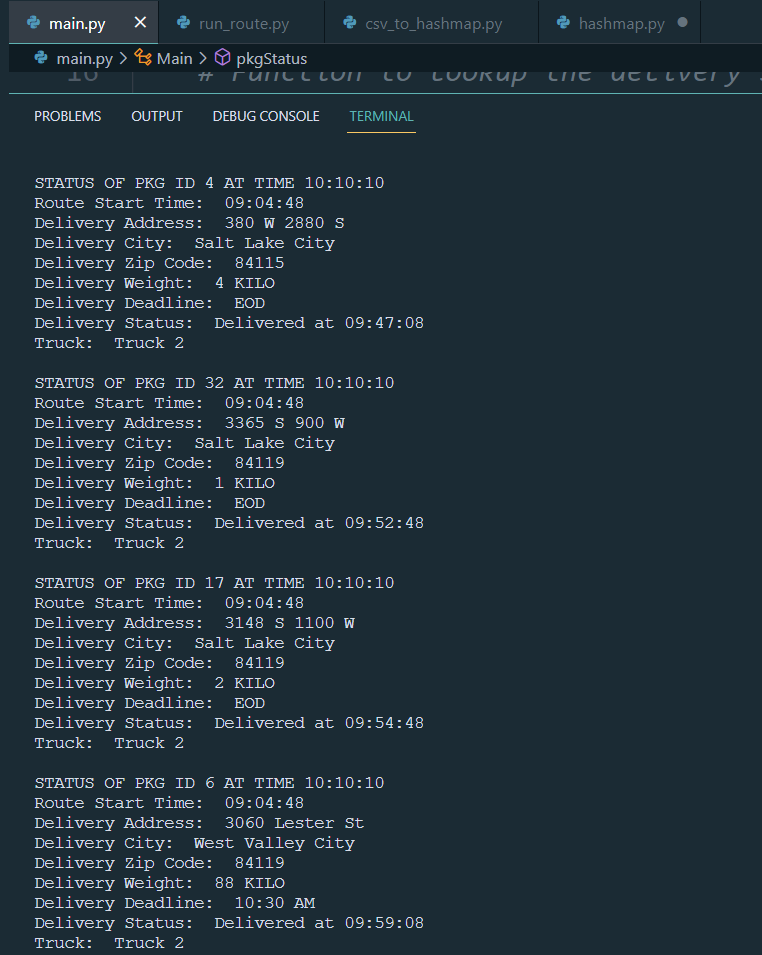 main.py run_route.py csv_to_hashmap.py hashmap.py
main.py > Main > pkgStatus
16 # Function to lookup the delivery
PROBLEMS OUTPUT DEBUG CONSOLE TERMINAL
STATUS OF PKG ID 4 AT TIME 10:10:10
Route Start Time:  09:04:48
Delivery Address:  380 W 2880 S
Delivery City:  Salt Lake City
Delivery Zip Code:  84115
Delivery Weight:  4 KILO
Delivery Deadline:  EOD
Delivery Status:  Delivered at 09:47:08
Truck:  Truck 2
STATUS OF PKG ID 32 AT TIME 10:10:10
Route Start Time:  09:04:48
Delivery Address:  3365 S 900 W
Delivery City:  Salt Lake City
Delivery Zip Code:  84119
Delivery Weight:  1 KILO
Delivery Deadline:  EOD
Delivery Status:  Delivered at 09:52:48
Truck:  Truck 2
STATUS OF PKG ID 17 AT TIME 10:10:10
Route Start Time:  09:04:48
Delivery Address:  3148 S 1100 W
Delivery City:  Salt Lake City
Delivery Zip Code:  84119
Delivery Weight:  2 KILO
Delivery Deadline:  EOD
Delivery Status:  Delivered at 09:54:48
Truck:  Truck 2
STATUS OF PKG ID 6 AT TIME 10:10:10
Route Start Time:  09:04:48
Delivery Address:  3060 Lester St
Delivery City:  West Valley City
Delivery Zip Code:  84119
Delivery Weight:  88 KILO
Delivery Deadline:  10:30 AM
Delivery Status:  Delivered at 09:59:08
Truck:  Truck 2